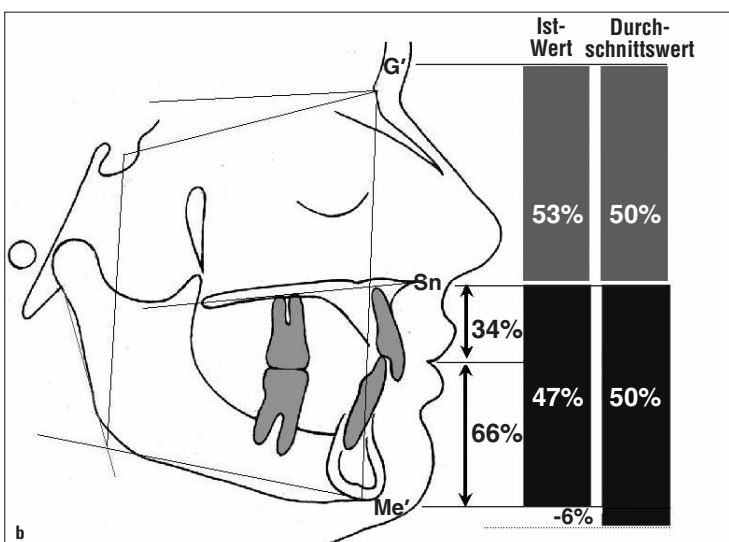 Ist-
Wert
Durch-
schnittswert
G'
53%
50%
Sn
34%
47%
50%
66%
Me'
-6%
b